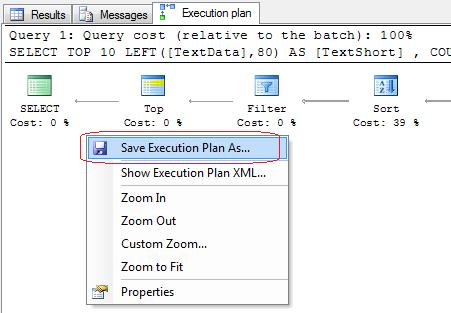 Results Messages Execution plan
Query 1: Query cost (relative to the batch): 100%
SELECT TOP 10 LEFT([TextData],80) AS [TextShort] , COU
SELECT Top Filter Sort
Cost: 0 % Cost: 0 % Cost: 0 % Cost: 39 %
Save Execution Plan As...
Show Execution Plan XML...
Zoom In
Zoom Out
Custom Zoom...
Zoom to Fit
Properties